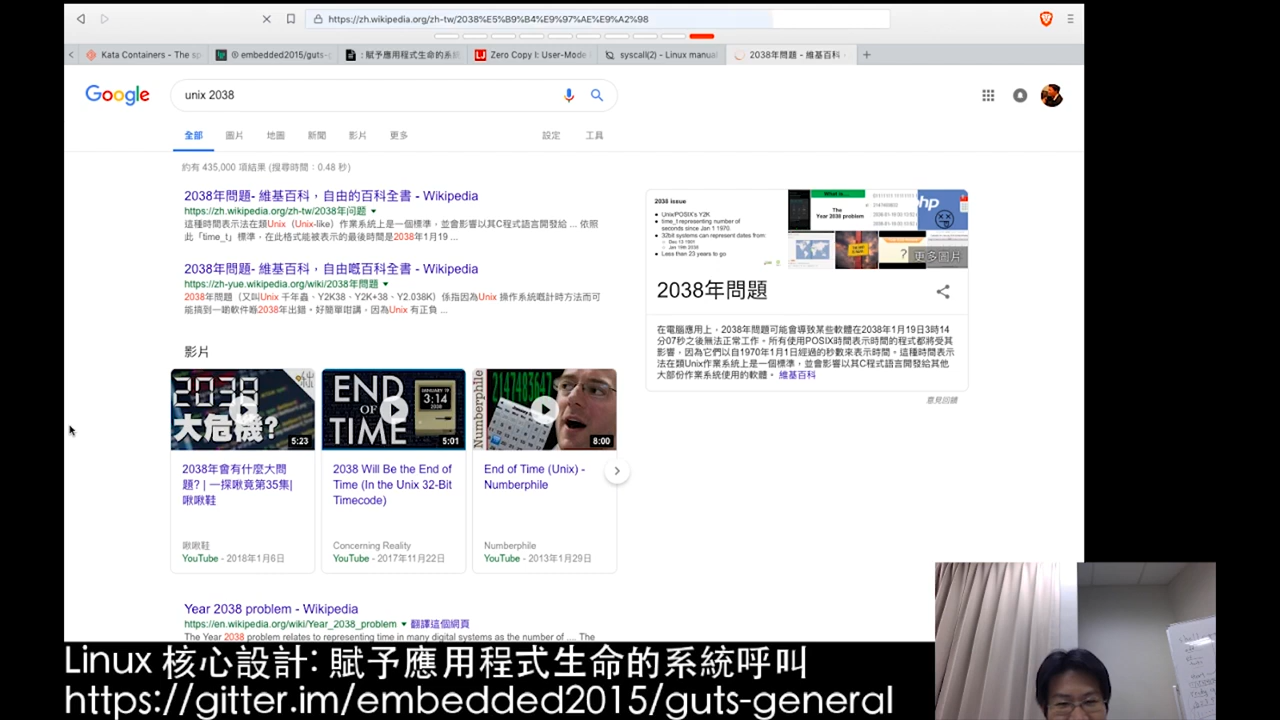 https://zh.wikipedia.org/zh-tw/2038%E5%B9%B4%E9%97%AE%E9%A2%98
Kata Containers - The sp
embedded2015/guts-g
: 賦予應用程式生命的系統
Zero Copy I: User-Mode
syscall(2) - Linux manual
2038年問題 - 維基百科
Google
unix 2038
全部 圖片 地圖 新聞 影片 更多 設定 工具
約有 435,000 項結果 (搜尋時間：0.48 秒)
2038年問題- 維基百科，自由的百科全書 - Wikipedia
https://zh.wikipedia.org/zh-tw/2038年问题
這種時間表示法在類Unix（Unix-like）作業系統上是一個標準，並會影響以其C程式語言開發給 ... 依照
此「time_t」標準，在此格式能被表示的最後時間是2038年1月19 ...
2038年問題- 維基百科，自由嘅百科全書 - Wikipedia
https://zh-yue.wikipedia.org/wiki/2038年問題
2038年問題（又叫Unix 千年蟲、Y2K38、Y2K+38、Y2.038K）係指因為Unix 操作系統嘅計時方法而可
能搞到一啲軟件喺2038年出錯。好簡單咁講，因為Unix 有正負 ...
影片
2038
大危機?
5:23
2038年會有什麼大問
題? | 一探啾竟第35集|
啾啾鞋
啾啾鞋
YouTube - 2018年1月6日
END
OF
TIME
JANUARY 19
3:14
2038
5:01
2038 Will Be the End of
Time (In the Unix 32-Bit
Timecode)
Concerning Reality
YouTube - 2017年11月22日
2147483647
Numberphile
8:00
End of Time (Unix) -
Numberphile
Numberphile
YouTube - 2013年1月29日
Year 2038 problem - Wikipedia
https://en.wikipedia.org/wiki/Year_2038_problem 翻譯這個網頁
The Year 2038 problem relates to representing time in many digital systems as the number of .... The
2038 issue
Unix/POSIX's Y2K
time_t representing number of
seconds since Jan 1 1970
32bit systems can represent dates from:
Dec 13 1901
Jan 19th 2038
Less then 23 years to go
What is...
The
Year 2038 problem
hp
更多圖片
2038年問題
在電腦應用上，2038年問題可能會導致某些軟體在2038年1月19日3時14
分07秒之後無法正常工作。所有使用POSIX時間表示時間的程式都將受其
影響，因為它們以自1970年1月1日經過的秒數來表示時間。這種時間表示
法在類Unix作業系統上是一個標準，並會影響以其C程式語言開發給其他
大部份作業系統使用的軟體。 維基百科
意見回饋
Linux 核心設計: 賦予應用程式生命的系統呼叫
https://gitter.im/embedded2015/guts-general